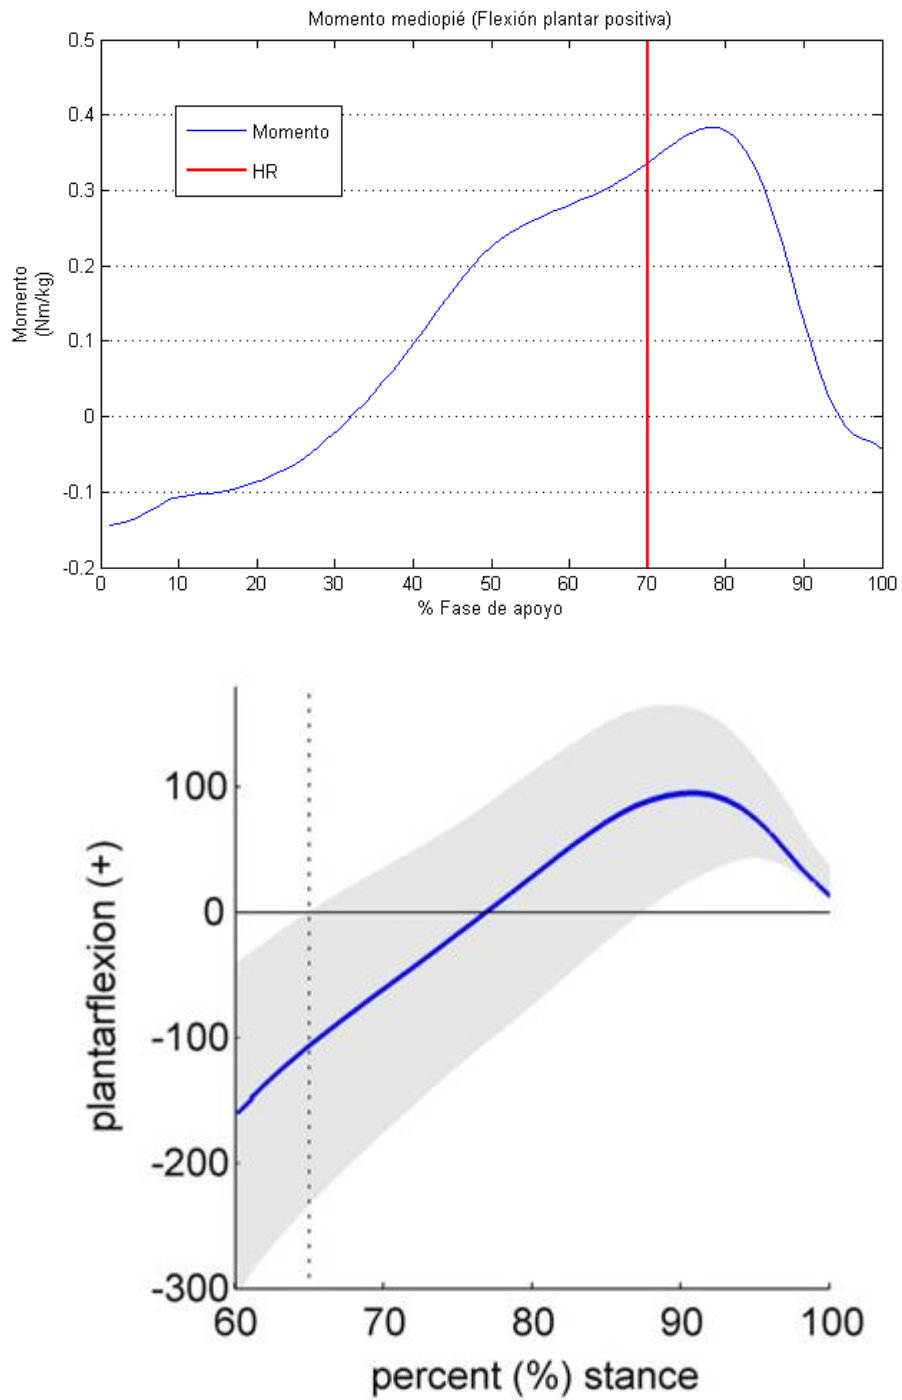 Momento mediopié (Flexión plantar positiva)
0.5
0.4
0.3
0.2
0.1
0
-0.1
-0.2
Momento
(Nm/kg)
Momento
HR
0 10 20 30 40 50 60 70 80 90 100
% Fase de apoyo
plantarflexion (+)
100
0
-100
-200
-300
60 70 80 90 100
percent (%) stance